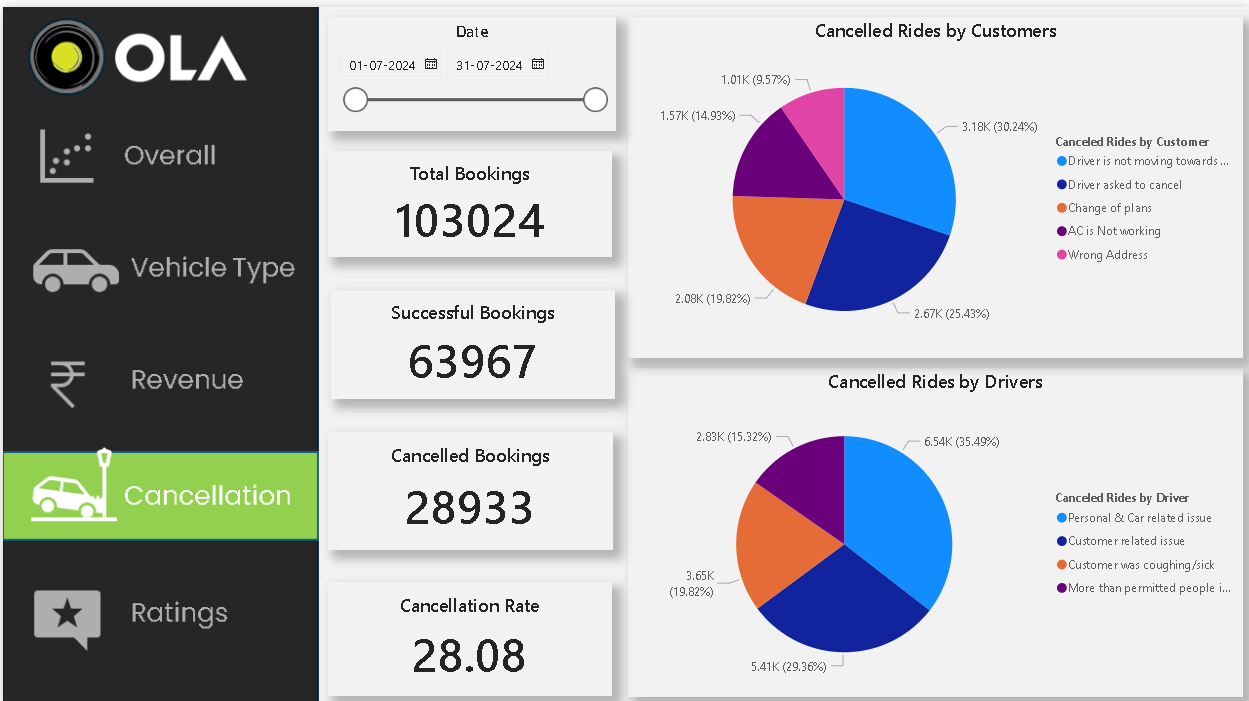 OLA
Overall
Vehicle Type
Revenue
Cancellation
Ratings
Date
01-07-2024 31-07-2024
Total Bookings
103024
Successful Bookings
63967
Cancelled Bookings
28933
Cancellation Rate
28.08
Cancelled Rides by Customers
1.01K (9.57%)
1.57K (14.93%)
3.18K (30.24%)
2.08K (19.82%)
2.67K (25.43%)
Canceled Rides by Customer
Driver is not moving towards ...
Driver asked to cancel
Change of plans
AC is Not working
Wrong Address
Cancelled Rides by Drivers
2.83K (15.32%)
6.54K (35.49%)
3.65K
(19.82%)
5.41K (29.36%)
Canceled Rides by Driver
Personal & Car related issue
Customer related issue
Customer was coughing/sick
More than permitted people i...